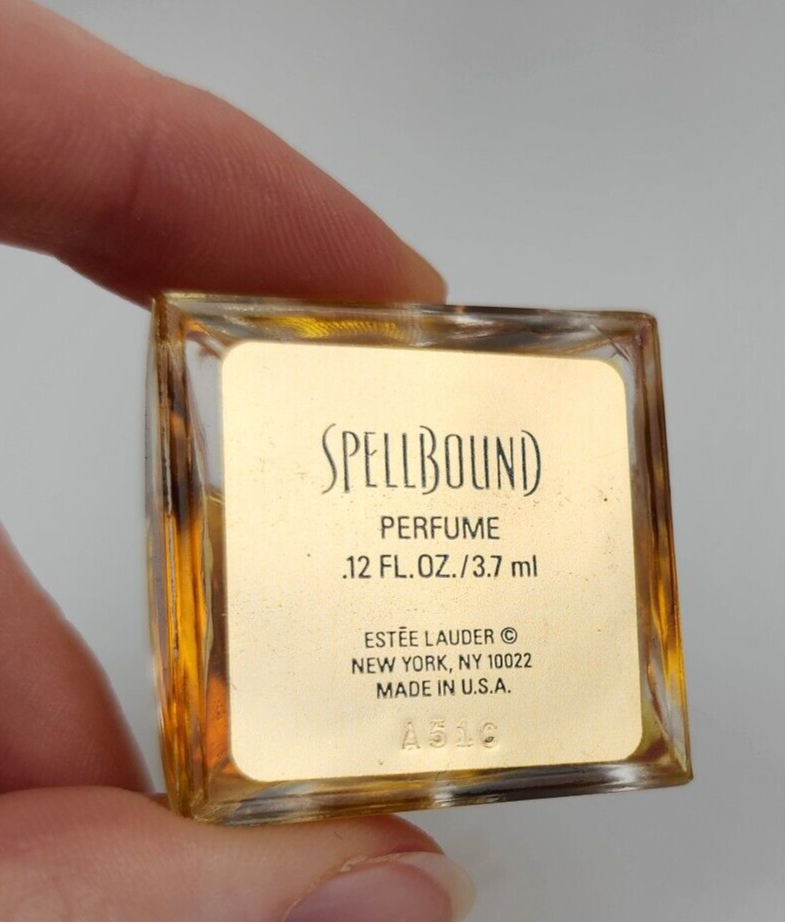 SPELLBOUND
PERFUME
.12 FL.OZ./3.7 ml
ESTĒE LAUDER ©
NEW YORK, NY 10022
MADE IN U.S.A.